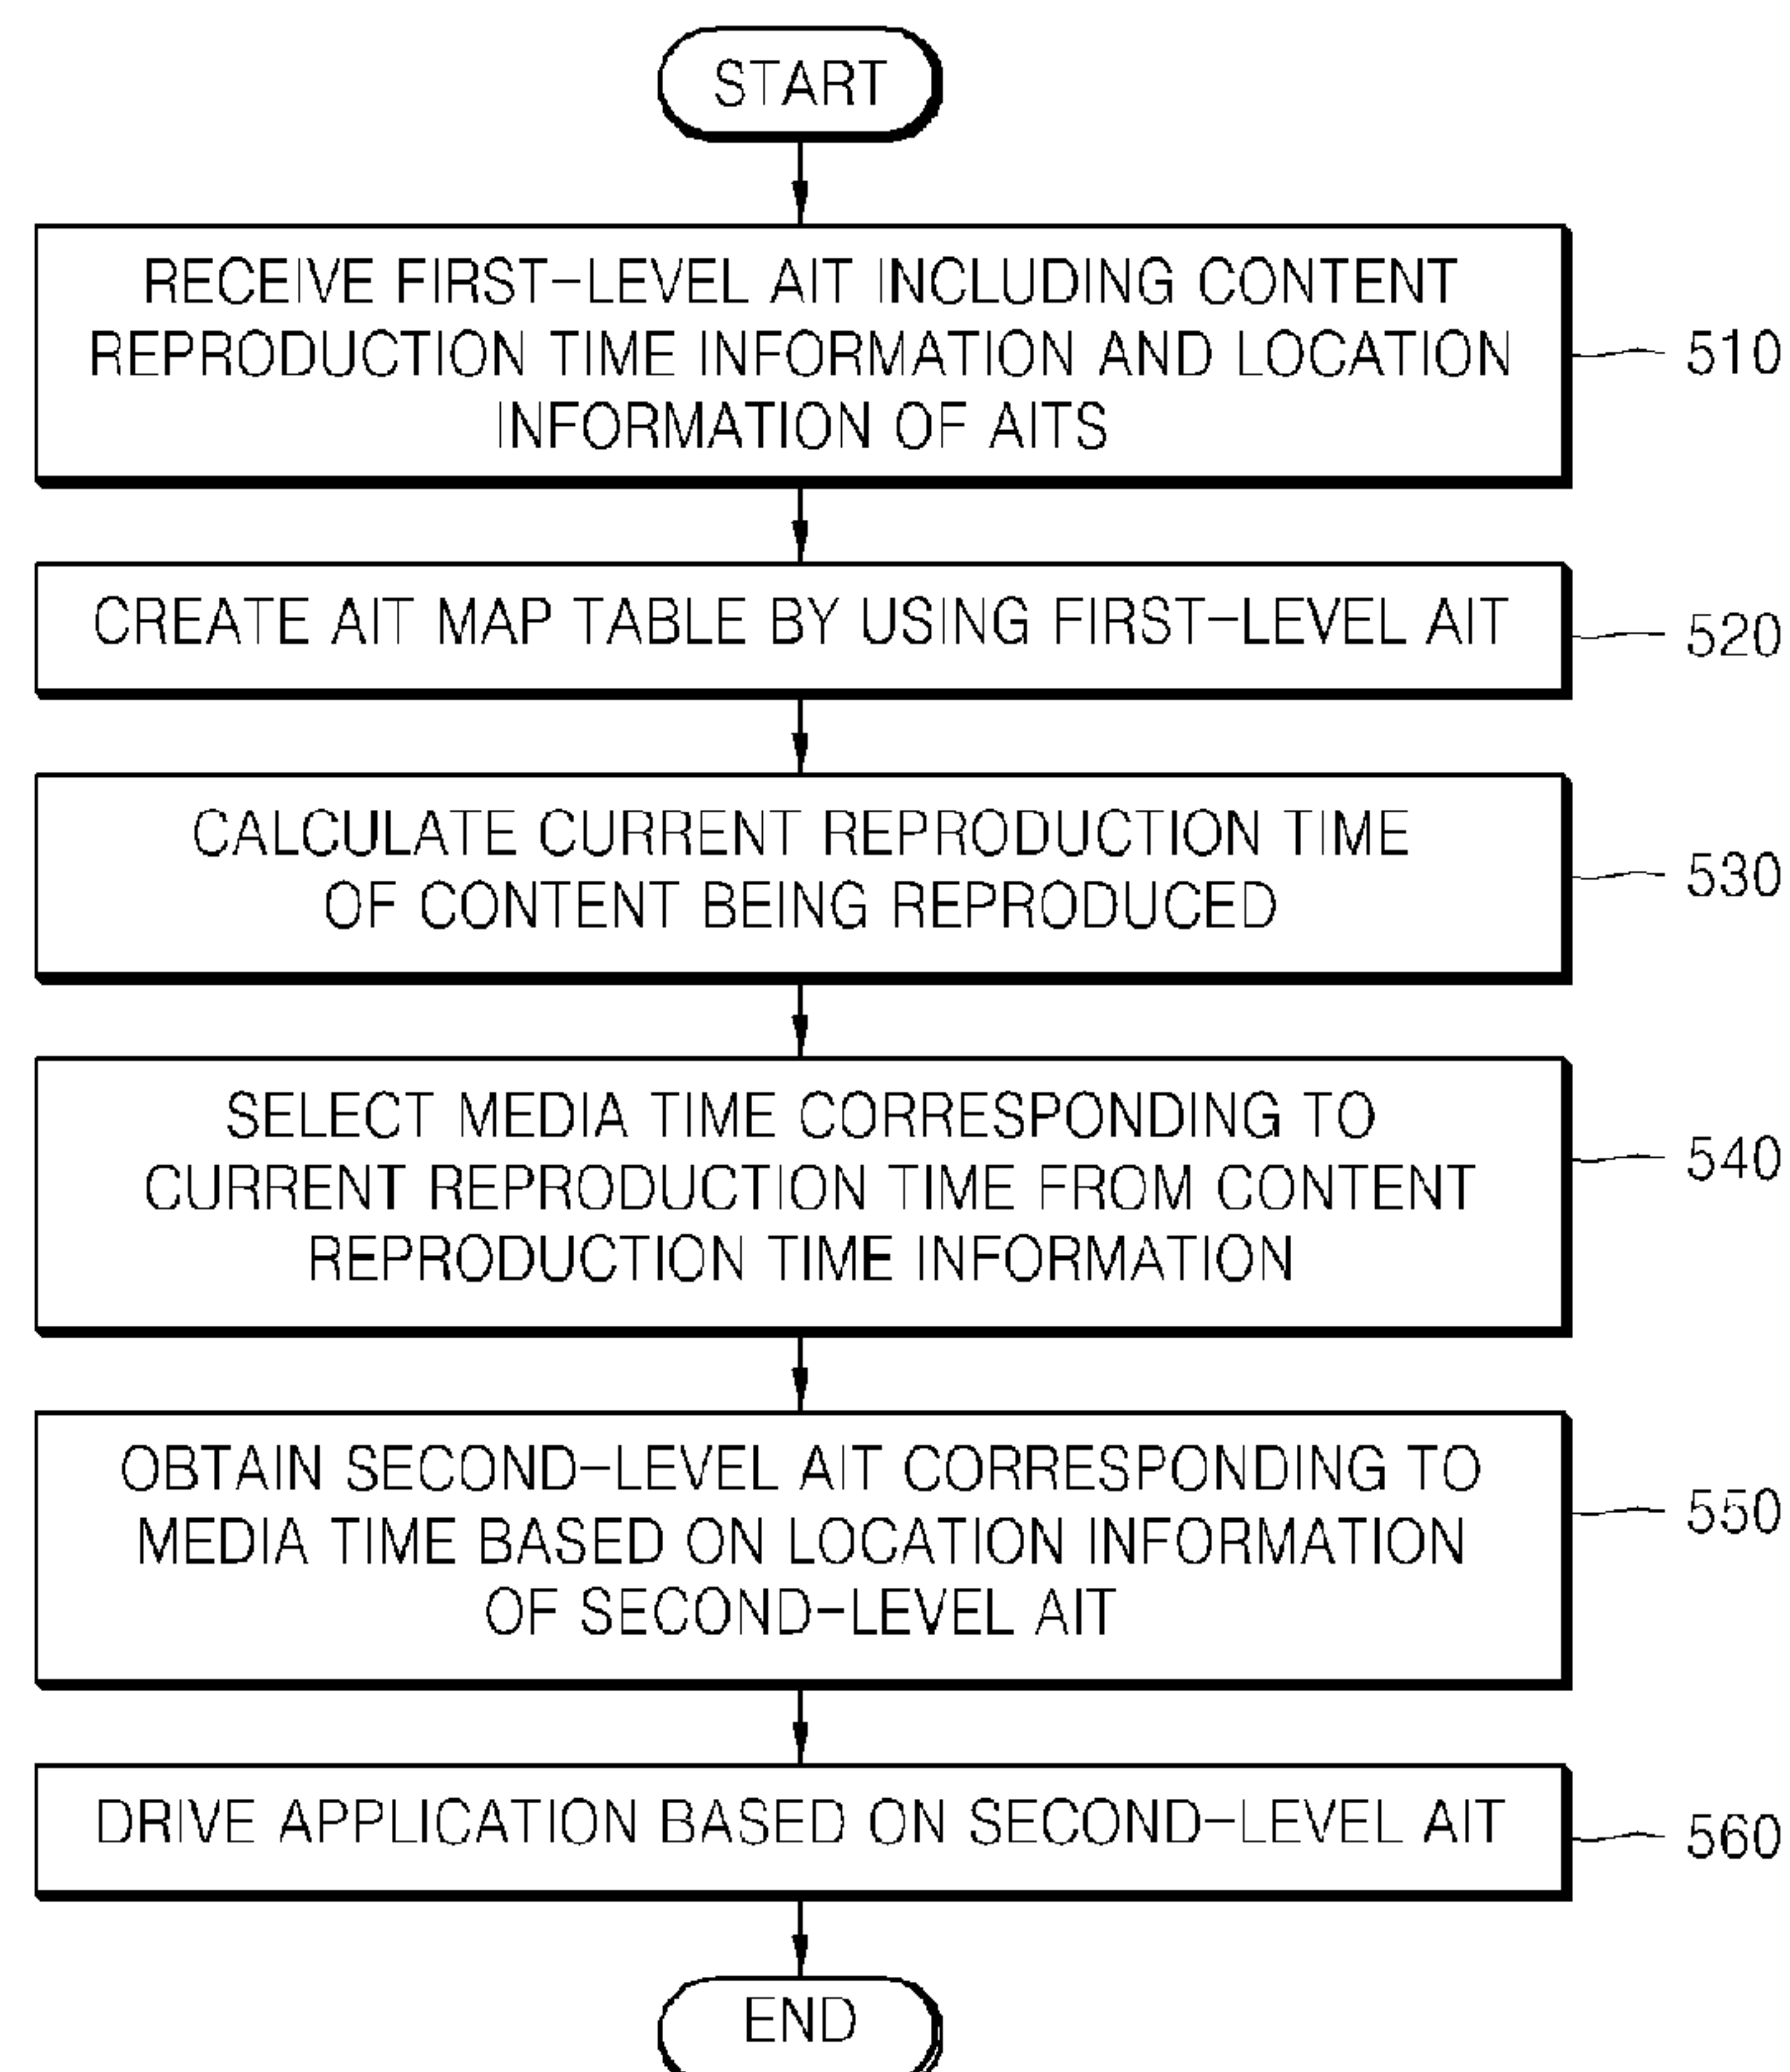 START
RECEIVE FIRST-LEVEL AIT INCLUDING CONTENT
REPRODUCTION TIME INFORMATION AND LOCATION
INFORMATION OF AITS
510
CREATE AIT MAP TABLE BY USING FIRST-LEVEL AIT
520
CALCULATE CURRENT REPRODUCTION TIME
OF CONTENT BEING REPRODUCED
530
SELECT MEDIA TIME CORRESPONDING TO
CURRENT REPRODUCTION TIME FROM CONTENT
REPRODUCTION TIME INFORMATION
540
OBTAIN SECOND-LEVEL AIT CORRESPONDING TO
MEDIA TIME BASED ON LOCATION INFORMATION
OF SECOND-LEVEL AIT
550
DRIVE APPLICATION BASED ON SECOND-LEVEL AIT
560
END